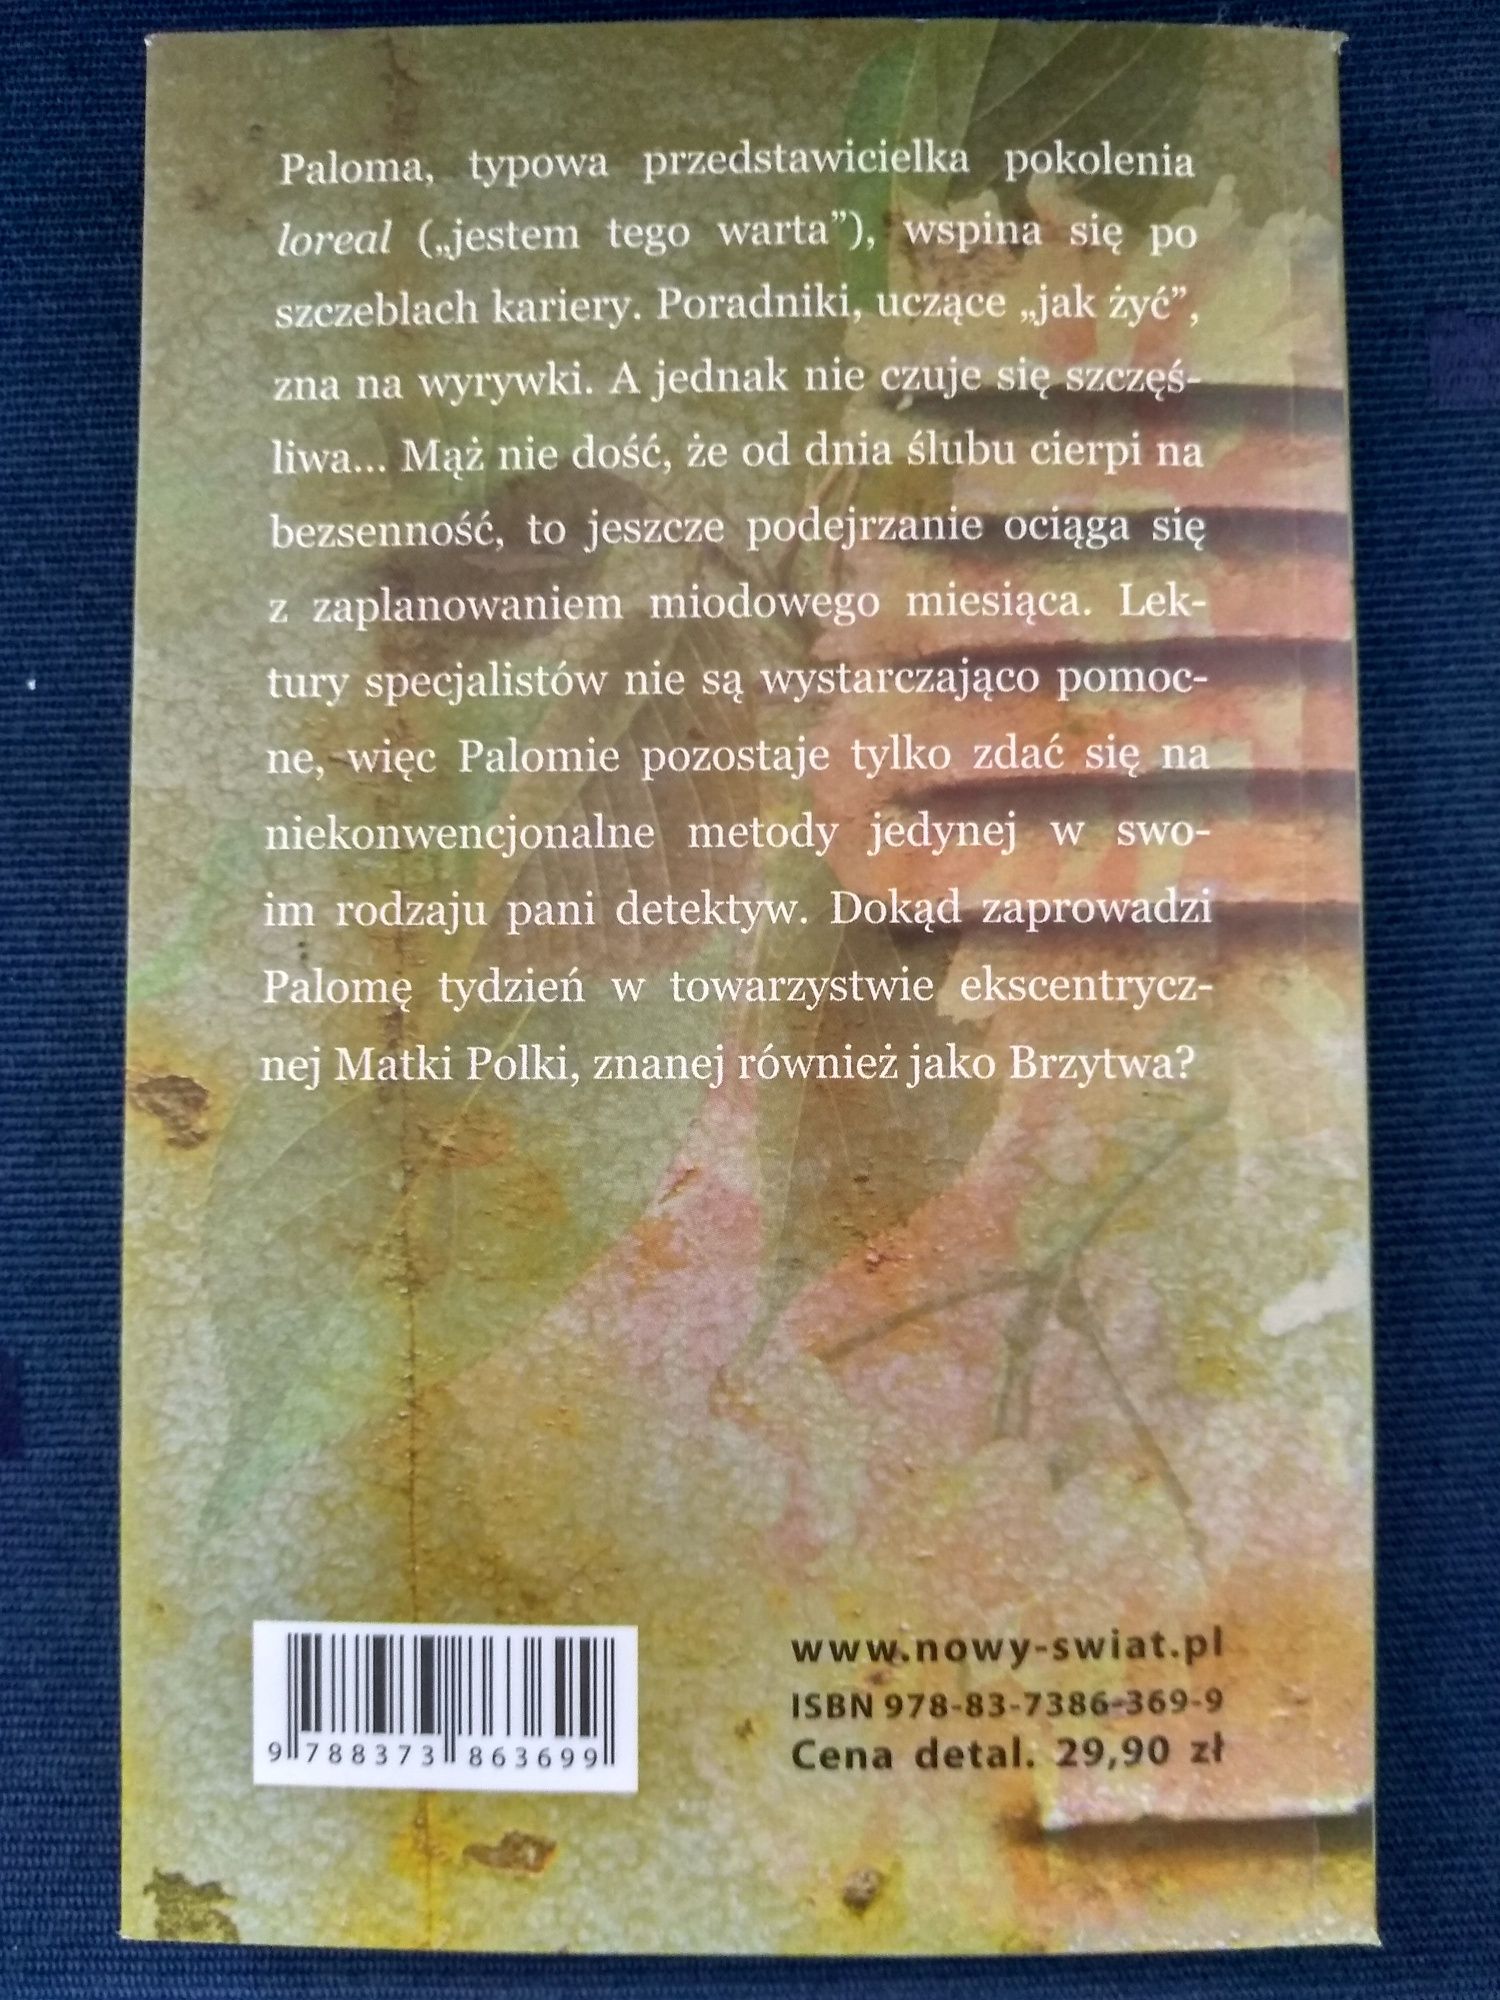 Paloma, typowa przedstawicielka pokolenia
loreal („jestem tego warta”), wspina się po
szczeblach kariery. Poradniki, uczące „jak żyć”,
zna na wyrywki. A jednak nie czuje się szczęś-
liwa... Mąż nie dość, że od dnia ślubu cierpi na
bezsenność, to jeszcze podejrzanie ociąga się
z zaplanowaniem miodowego miesiąca. Lek-
tury specjalistów nie są wystarczająco pomoc-
ne, więc Palomie pozostaje tylko zdać się na
niekonwencjonalne metody jedynej w swo-
im rodzaju pani detektyw. Dokąd zaprowadzi
Palomę tydzień w towarzystwie ekscentrycz-
nej Matki Polki, znanej również jako Brzytwa?
www.nowy-swiat.pl
ISBN 978-83-7386-369-9
Cena detal. 29,90 zł
9 788373 863699